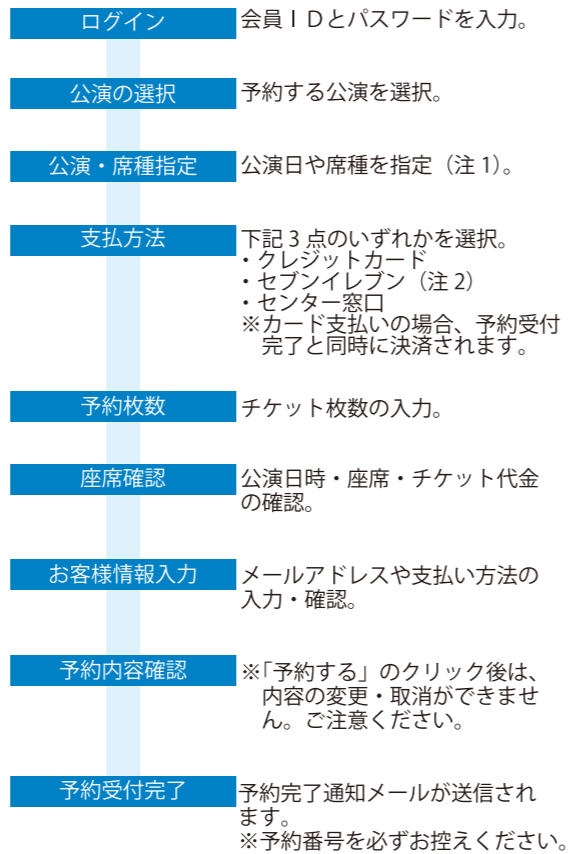 ログイン
会員ＩＤとパスワードを入力。
公演の選択
予約する公演を選択。
公演・席種指定
公演日や席種を指定（注 1）。
支払方法
下記 3 点のいずれかを選択。
・クレジットカード
・セブンイレブン（注 2）
・センター窓口
※カード支払いの場合、予約受付
完了と同時に決済されます。
予約枚数
チケット枚数の入力。
座席確認
公演日時・座席・チケット代金
の確認。
お客様情報入力
メールアドレスや支払い方法の
入力・確認。
予約内容確認
※「予約する」のクリック後は、
内容の変更・取消ができませ
ん。ご注意ください。
予約受付完了
予約完了通知メールが送信され
ます。
※予約番号を必ずお控えください。